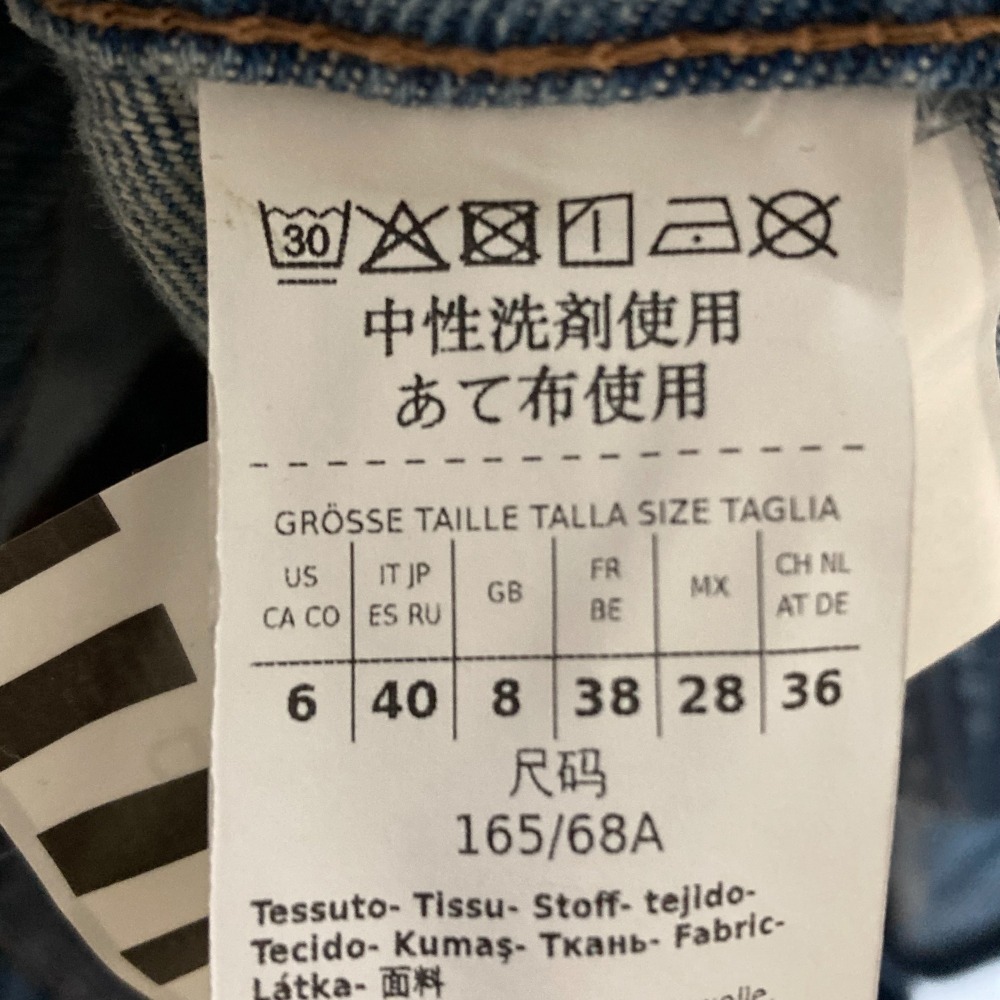 30
中性洗剤使用
あて布使用
GRÖSSE TAILLE TALLA SIZE TAGLIA
US CA CO
IT JP ES RU
GB
FR BE
MX
CH NL AT DE
6 40 8 38 28 36
尺码
165/68A
Tessuto- Tissu- Stoff- tejido-
Tecido- Kumaş- Ткань- Fabric-
Látka- 面料